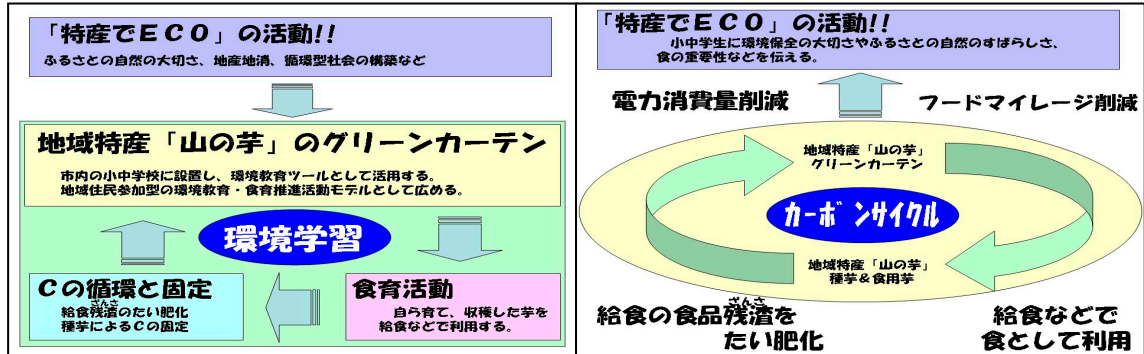 「特産でＥＣＯ」の活動!!
ふるさとの自然の大切さ、地産地消、循環型社会の構築など
地域特産「山の芋」のグリーンカーテン
市内の小中学校に設置し、環境教育ツールとして活用する。
地域住民参加型の環境教育・食育推進活動モデルとして広める。
環境学習
Ｃの循環と固定
ざんさ
給食残渣のたい肥化
種芋によるＣの固定
食育活動
自ら育て、収穫した芋を
給食などで利用する。
「特産でＥＣＯ」の活動!!
小中学生に環境保全の大切さやふるさとの自然のすばらしさ、
食の重要性などを伝える。
電力消費量削減
フードマイレージ削減
地域特産「山の芋」
グリーンカーテン
カーボンサイクル
地域特産「山の芋」
種芋＆食用芋
ざんさ
給食の食品残渣を
たい肥化
給食などで
食として利用